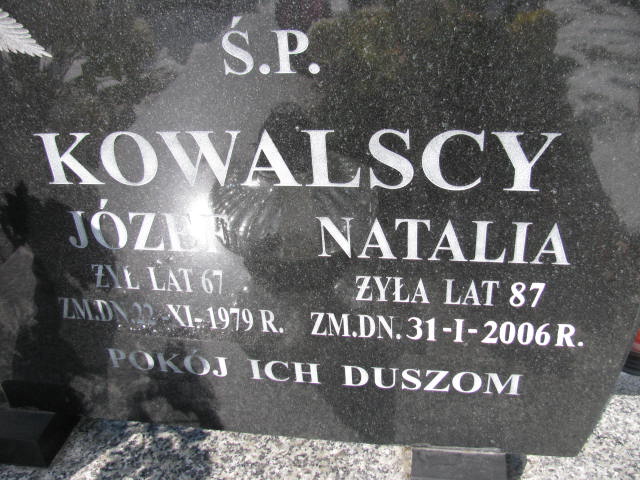 Ś.P.
KOWALSCY
JÓZEF NATALIA
ŻYŁ LAT 67 ŻYŁA LAT 87
ZM.DN.22-XI-1979 R. ZM.DN. 31-I-2006 R.
POKÓJ ICH DUSZOM